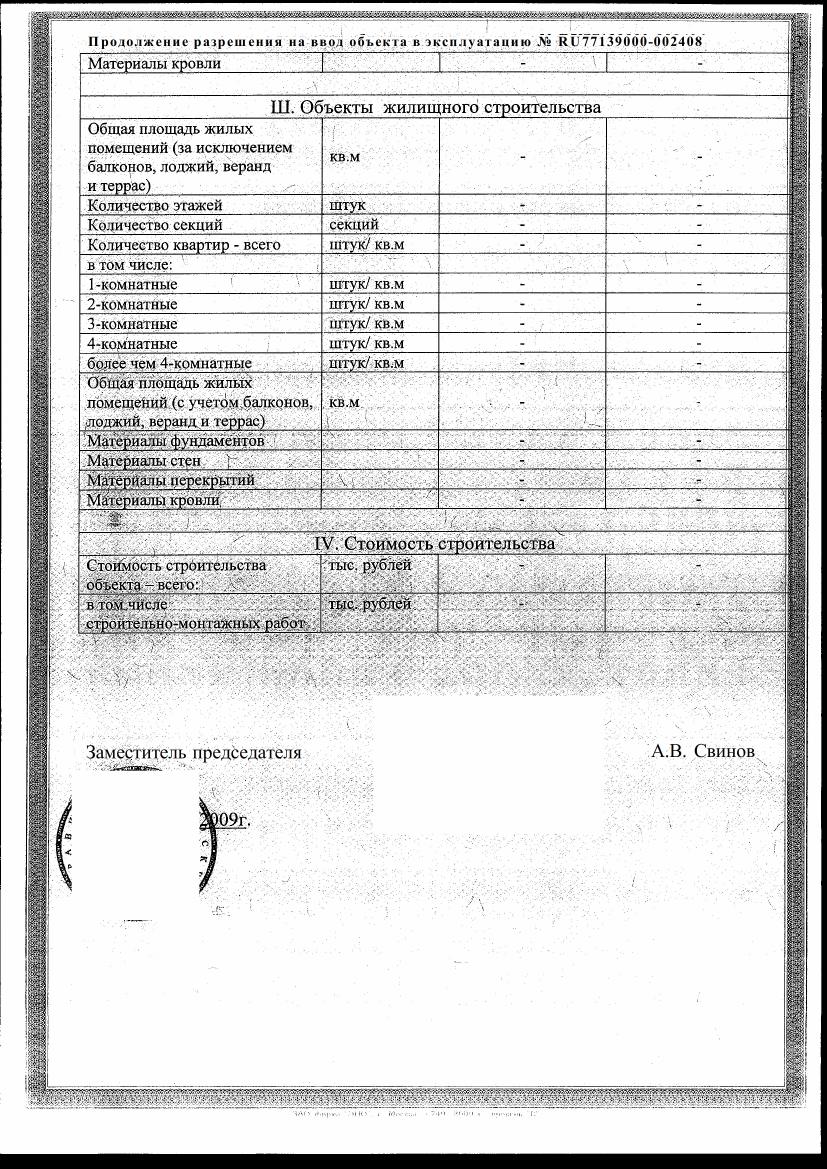 Продолжение разрешения на ввод объекта в эксплуатацию № RU77139000-002408
Материалы кровли - -
Ш. Объекты жилищного строительства
Общая площадь жилых
помещений (за исключением
балконов, лоджий, веранд
и террас) кв.м - -
Количество этажей штук - -
Количество секций секций - -
Количество квартир - всего штук/ кв.м - -
в том числе:
1-комнатные штук/ кв.м - -
2-комнатные штук/ кв.м - -
3-комнатные штук/ кв.м - -
4-комнатные штук/ кв.м - -
более чем 4-комнатные штук/ кв.м - -
Общая площадь жилых
помещений (с учетом балконов, кв.м - -
лоджий, веранд и террас)
Материалы фундаментов - -
Материалы стен - -
Материалы перекрытий - -
Материалы кровли - -
IV. Стоимость строительства
Стоимость строительства тыс. рублей - -
объекта – всего:
в том числе тыс. рублей - -
строительно-монтажных работ
Заместитель председателя А.В. Свинов
2009г.